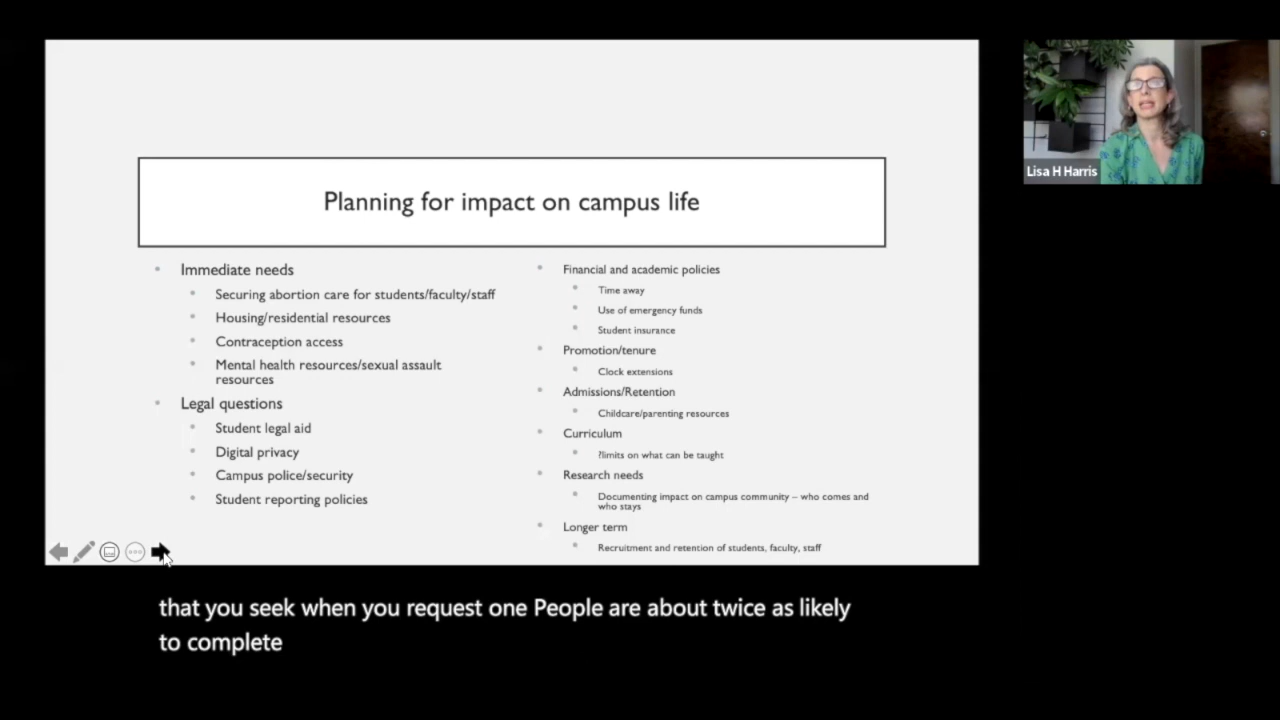 Planning for impact on campus life
Immediate needs
Securing abortion care for students/faculty/staff
Housing/residential resources
Contraception access
Mental health resources/sexual assault
resources
Legal questions
Student legal aid
Digital privacy
Campus police/security
Student reporting policies
Financial and academic policies
Time away
Use of emergency funds
Student insurance
Promotion/tenure
Clock extensions
Admissions/Retention
Childcare/parenting resources
Curriculum
?limits on what can be taught
Research needs
Documenting impact on campus community – who comes and
who stays
Longer term
Recruitment and retention of students, faculty, staff
Lisa H Harris
that you seek when you request one People are about twice as likely
to complete